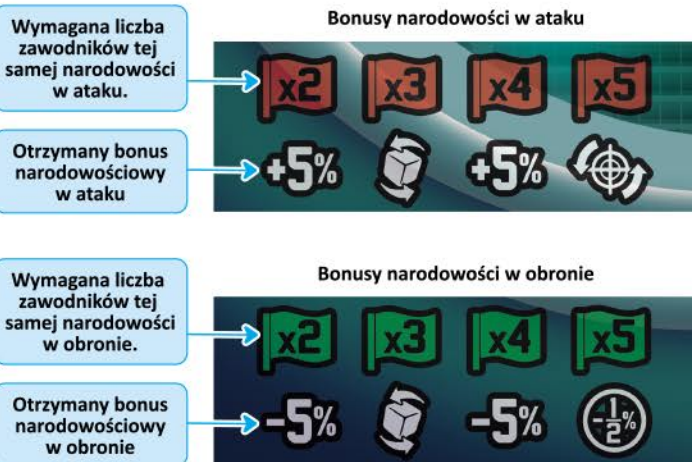 Bonusy narodowości w ataku
Wymagana liczba
zawodników tej
samej narodowości
w ataku.
x2 x3 x4 x5
Otrzymany bonus
narodowościowy
w ataku
+5% +5%
Bonusy narodowości w obronie
Wymagana liczba
zawodników tej
samej narodowości
w obronie.
x2 x3 x4 x5
Otrzymany bonus
narodowościowy
w obronie
-5% -5% -1/2%